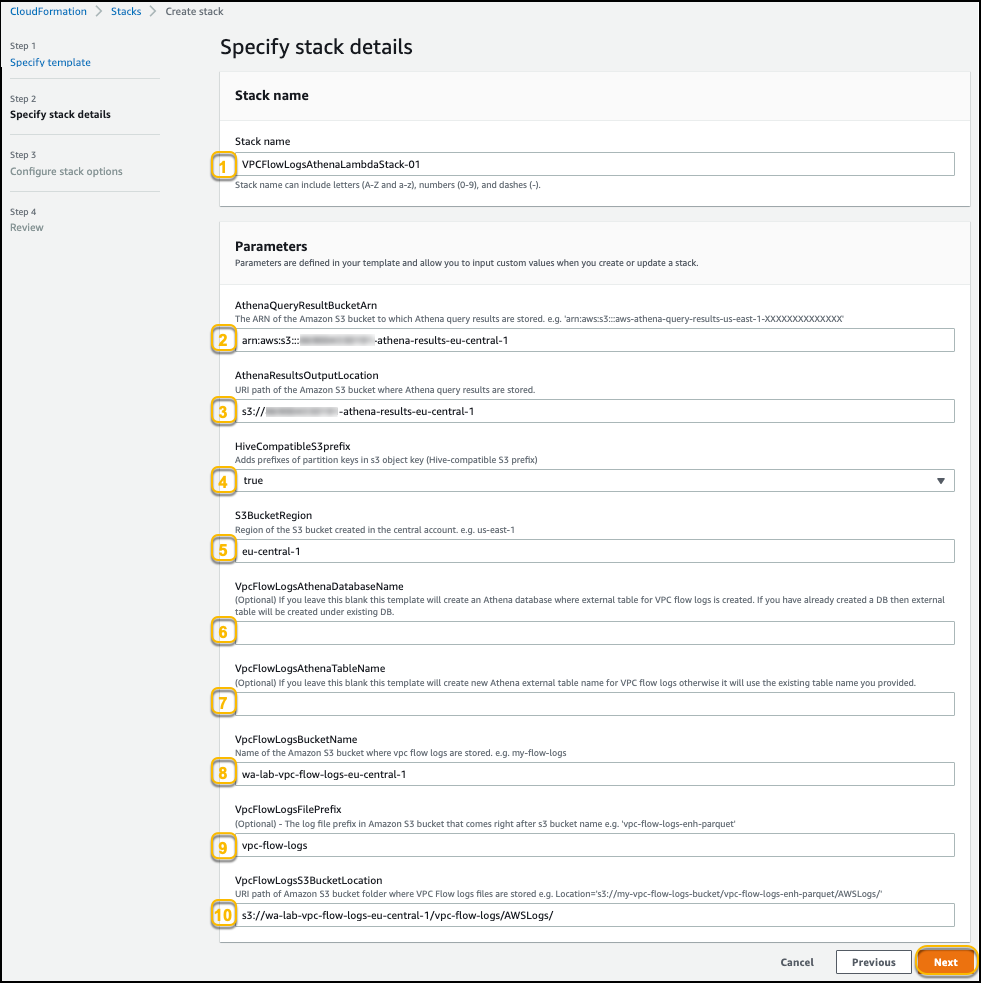 CloudFormation > Stacks > Create stack
Step 1
Specify template
Step 2
Specify stack details
Step 3
Configure stack options
Step 4
Review
Specify stack details
Stack name
Stack name
1 VPCFlowLogsAthenaLambdaStack-01
Stack name can include letters (A-Z and a-z), numbers (0-9), and dashes (-).
Parameters
Parameters are defined in your template and allow you to input custom values when you create or update a stack.
AthenaQueryResultBucketArn
The ARN of the Amazon S3 bucket to which Athena query results are stored. e.g. 'arn:aws:s3:::aws-athena-query-results-us-east-1-XXXXXXXXXXXXXX'
2 arn:aws:s3::: -athena-results-eu-central-1
AthenaResultsOutputLocation
URI path of the Amazon S3 bucket where Athena query results are stored.
3 s3:// -athena-results-eu-central-1
HiveCompatibleS3prefix
Adds prefixes of partition keys in s3 object key (Hive-compatible S3 prefix)
4 true
S3BucketRegion
Region of the S3 bucket created in the central account. e.g. us-east-1
5 eu-central-1
VpcFlowLogsAthenaDatabaseName
(Optional) If you leave this blank this template will create an Athena database where external table for VPC flow logs is created. If you have already created a DB then external
table will be created under existing DB.
6
VpcFlowLogsAthenaTableName
(Optional) If you leave this blank this template will create new Athena external table name for VPC flow logs otherwise it will use the existing table name you provided.
7
VpcFlowLogsBucketName
Name of the Amazon S3 bucket where vpc flow logs are stored. e.g. my-flow-logs
8 wa-lab-vpc-flow-logs-eu-central-1
VpcFlowLogsFilePrefix
(Optional) - The log file prefix in Amazon S3 bucket that comes right after s3 bucket name e.g. 'vpc-flow-logs-enh-parquet'
9 vpc-flow-logs
VpcFlowLogsS3BucketLocation
URI path of Amazon S3 bucket folder where VPC Flow logs files are stored e.g. Location='s3://my-vpc-flow-logs-bucket/vpc-flow-logs-enh-parquet/AWSLogs/'
10 s3://wa-lab-vpc-flow-logs-eu-central-1/vpc-flow-logs/AWSLogs/
Cancel Previous Next